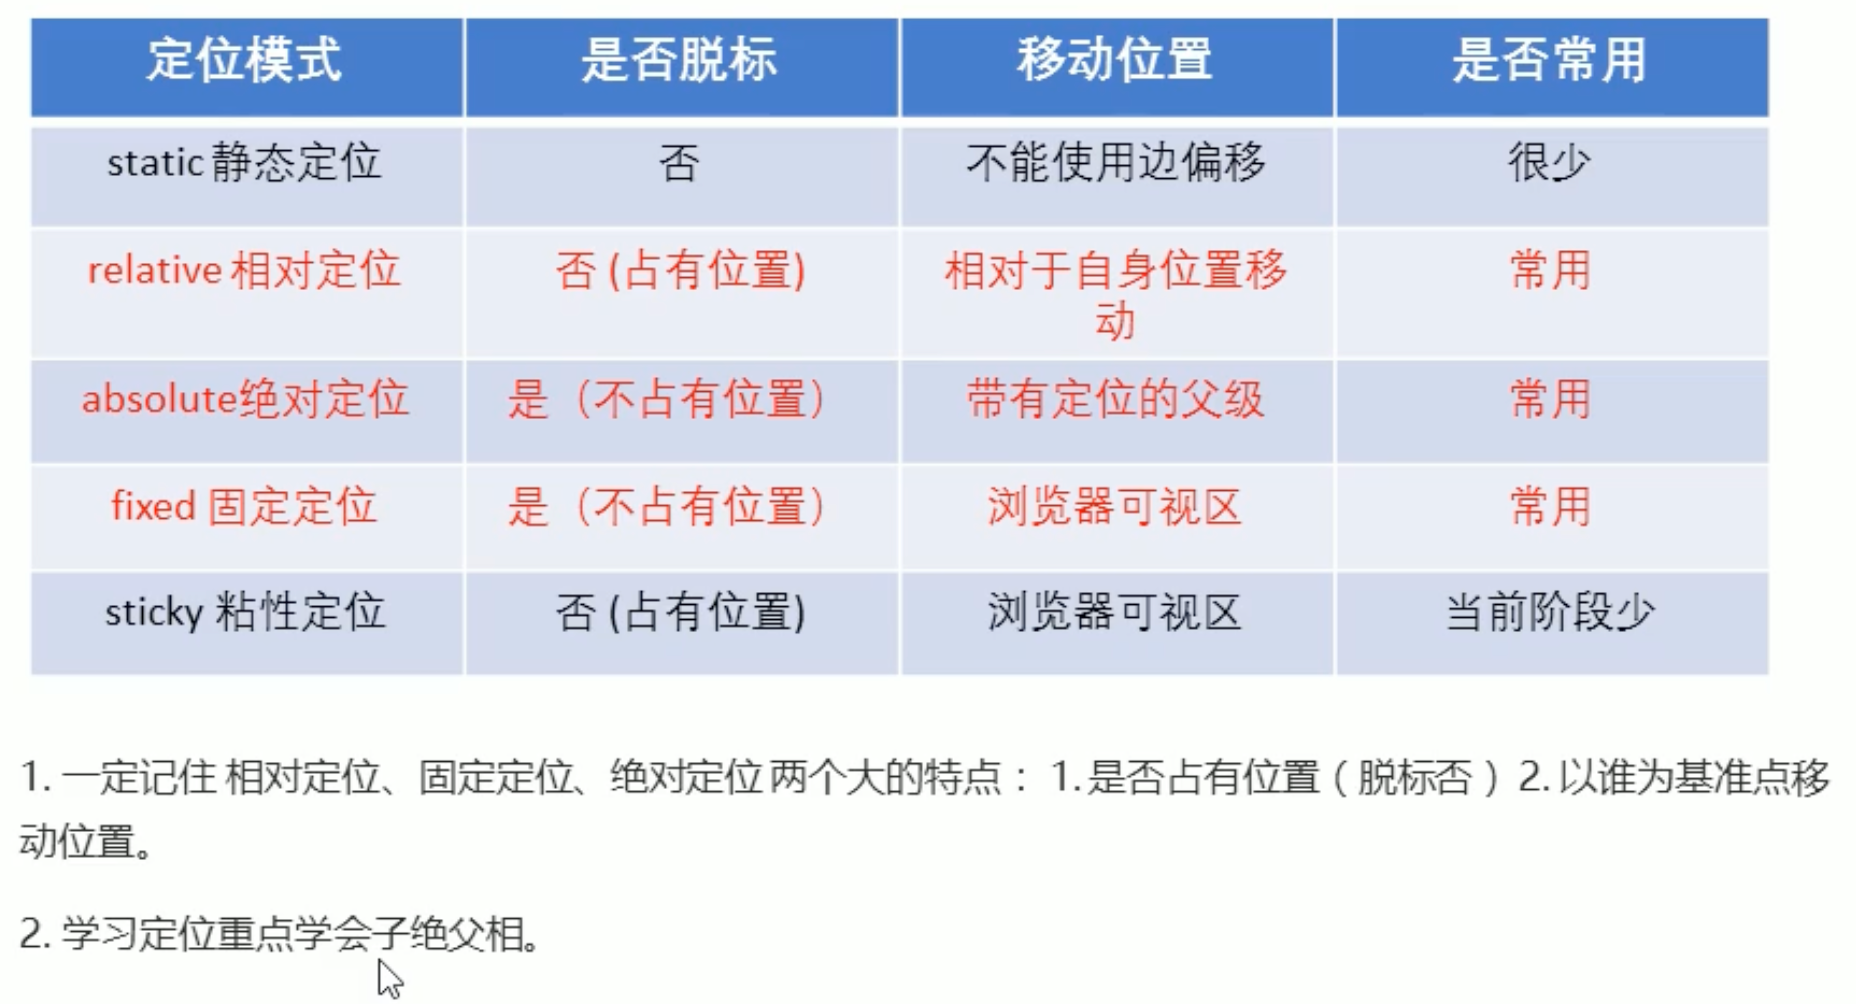 定位模式 是否脱标 移动位置 是否常用
static 静态定位 否 不能使用边偏移 很少
relative 相对定位 否 (占有位置) 相对于自身位置移 常用
动
absolute绝对定位 是（不占有位置） 带有定位的父级 常用
fixed 固定定位 是（不占有位置） 浏览器可视区 常用
sticky 粘性定位 否 (占有位置) 浏览器可视区 当前阶段少
1. 一定记住 相对定位、固定定位、绝对定位 两个大的特点： 1. 是否占有位置（脱标否） 2. 以谁为基准点移
动位置。
2. 学习定位重点学会子绝父相。